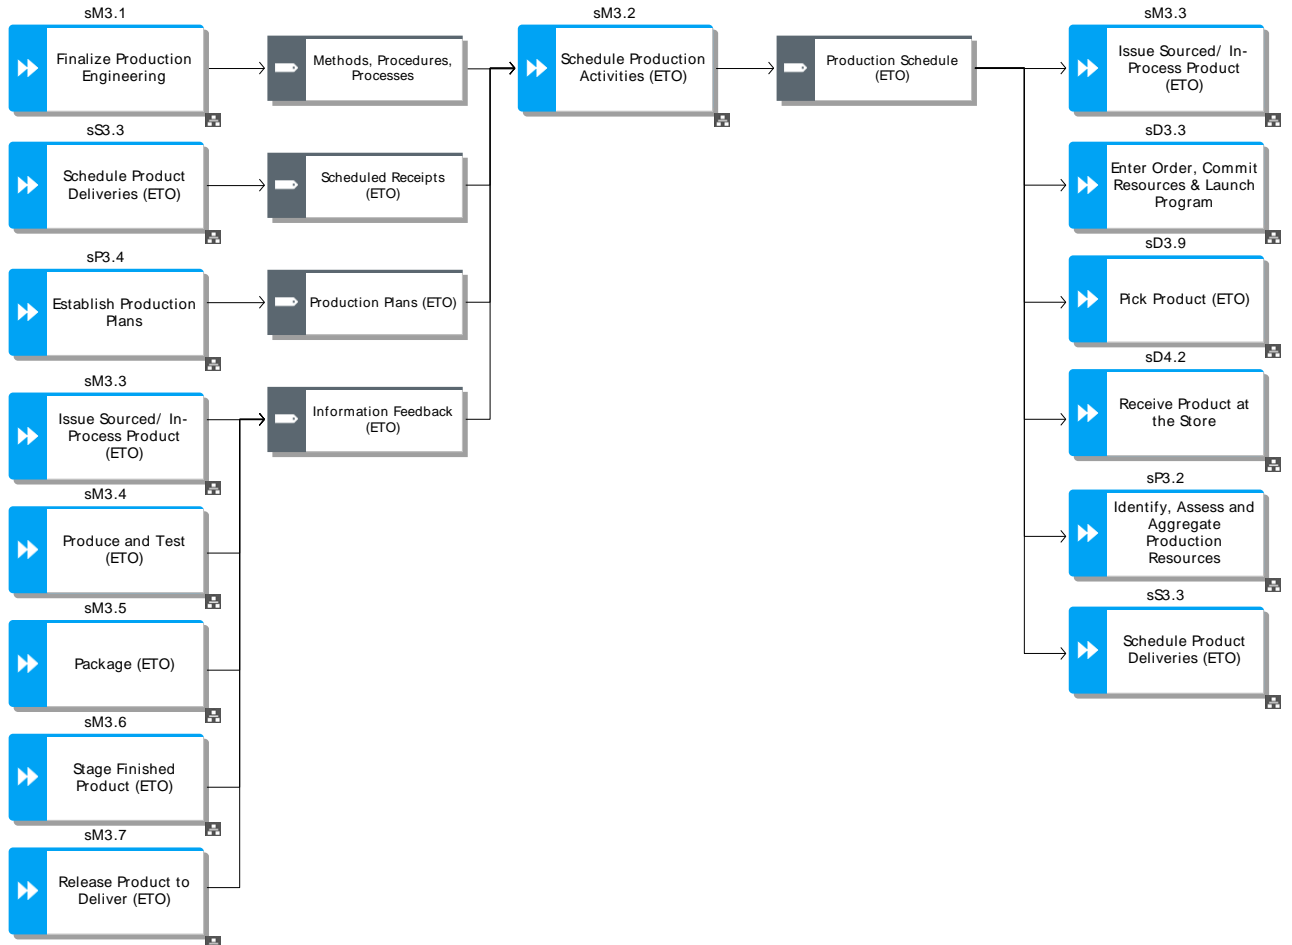 sM3.1
Finalize Production
Engineering
Methods, Procedures,
Processes
sM3.2
Schedule Production
Activities (ETO)
Production Schedule
(ETO)
sM3.3
Issue Sourced/ In-
Process Product
(ETO)
sS3.3
Schedule Product
Deliveries (ETO)
Scheduled Receipts
(ETO)
sD3.3
Enter Order, Commit
Resources & Launch
Program
sP3.4
Establish Production
Plans
Production Plans (ETO)
sD3.9
Pick Product (ETO)
sM3.3
Issue Sourced/ In-
Process Product
(ETO)
Information Feedback
(ETO)
sD4.2
Receive Product at
the Store
sM3.4
Produce and Test
(ETO)
sP3.2
Identify, Assess and
Aggregate
Production
Resources
sM3.5
Package (ETO)
sS3.3
Schedule Product
Deliveries (ETO)
sM3.6
Stage Finished
Product (ETO)
sM3.7
Release Product to
Deliver (ETO)